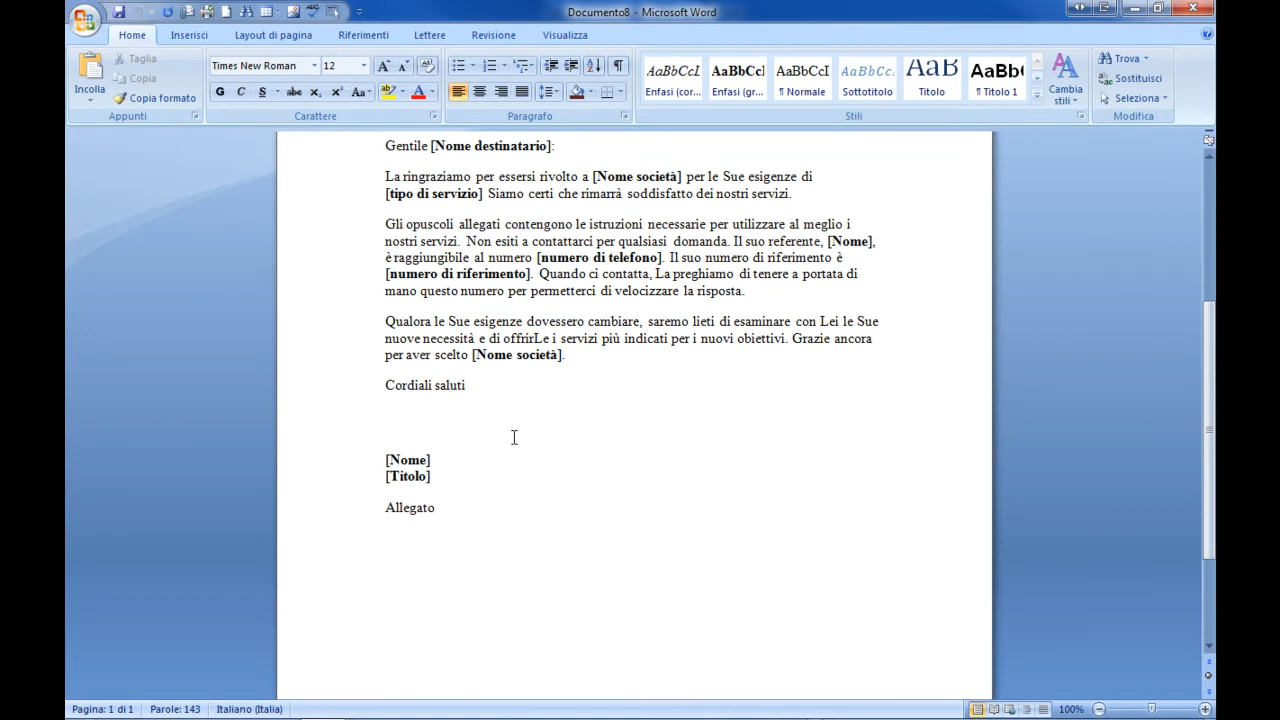 Documento8 - Microsoft Word
Home Inserisci Layout di pagina Riferimenti Lettere Revisione Visualizza
Incolla
Taglia
Copia
Copia formato
Appunti
Times New Roman 12
G C S abc x₂ x² Aa
Carattere
Paragrafo
AaBbCcL AaBbCcI AaBbCcI AaBbCc. AaB AaBbC
Enfasi (cor... Enfasi (gr... ¶ Normale Sottotitolo Titolo ¶ Titolo 1
Cambia stili
Stili
Trova
Sostituisci
Seleziona
Modifica
Gentile [Nome destinatario]:
La ringraziamo per essersi rivolto a [Nome società] per le Sue esigenze di
[tipo di servizio] Siamo certi che rimarrà soddisfatto dei nostri servizi.
Gli opuscoli allegati contengono le istruzioni necessarie per utilizzare al meglio i
nostri servizi. Non esiti a contattarci per qualsiasi domanda. Il suo referente, [Nome],
è raggiungibile al numero [numero di telefono]. Il suo numero di riferimento è
[numero di riferimento]. Quando ci contatta, La preghiamo di tenere a portata di
mano questo numero per permetterci di velocizzare la risposta.
Qualora le Sue esigenze dovessero cambiare, saremo lieti di esaminare con Lei le Sue
nuove necessità e di offrirLe i servizi più indicati per i nuovi obiettivi. Grazie ancora
per aver scelto [Nome società].
Cordiali saluti
[Nome]
[Titolo]
Allegato
Pagina: 1 di 1 Parole: 143 Italiano (Italia) 100%